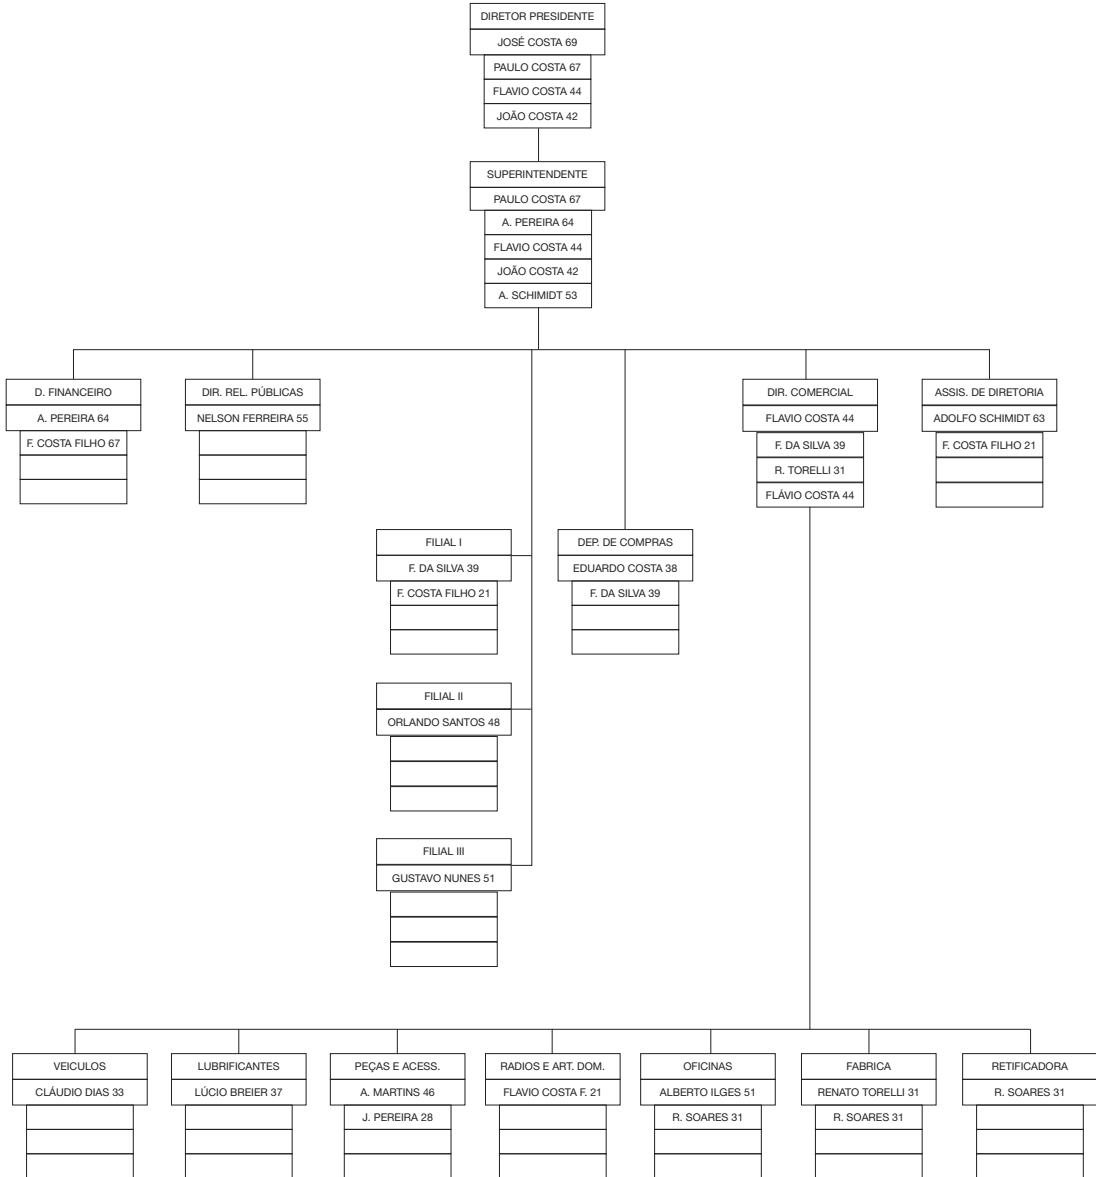 DIRETOR PRESIDENTE
JOSÉ COSTA 69
PAULO COSTA 67
FLAVIO COSTA 44
JOÃO COSTA 42
SUPERINTENDENTE
PAULO COSTA 67
A. PEREIRA 64
FLAVIO COSTA 44
JOÃO COSTA 42
A. SCHIMIDT 53
D. FINANCEIRO
A. PEREIRA 64
F. COSTA FILHO 67
DIR. REL. PÚBLICAS
NELSON FERREIRA 55
DIR. COMERCIAL
FLAVIO COSTA 44
F. DA SILVA 39
R. TORELLI 31
FLÁVIO COSTA 44
ASSIS. DE DIRETORIA
ADOLFO SCHIMIDT 63
F. COSTA FILHO 21
FILIAL I
F. DA SILVA 39
F. COSTA FILHO 21
DEP. DE COMPRAS
EDUARDO COSTA 38
F. DA SILVA 39
FILIAL II
ORLANDO SANTOS 48
FILIAL III
GUSTAVO NUNES 51
VEICULOS
CLÁUDIO DIAS 33
LUBRIFICANTES
LÚCIO BREIER 37
PEÇAS E ACESS.
A. MARTINS 46
J. PEREIRA 28
RADIOS E ART. DOM.
FLAVIO COSTA F. 21
OFICINAS
ALBERTO ILGES 51
R. SOARES 31
FABRICA
RENATO TORELLI 31
R. SOARES 31
RETIFICADORA
R. SOARES 31